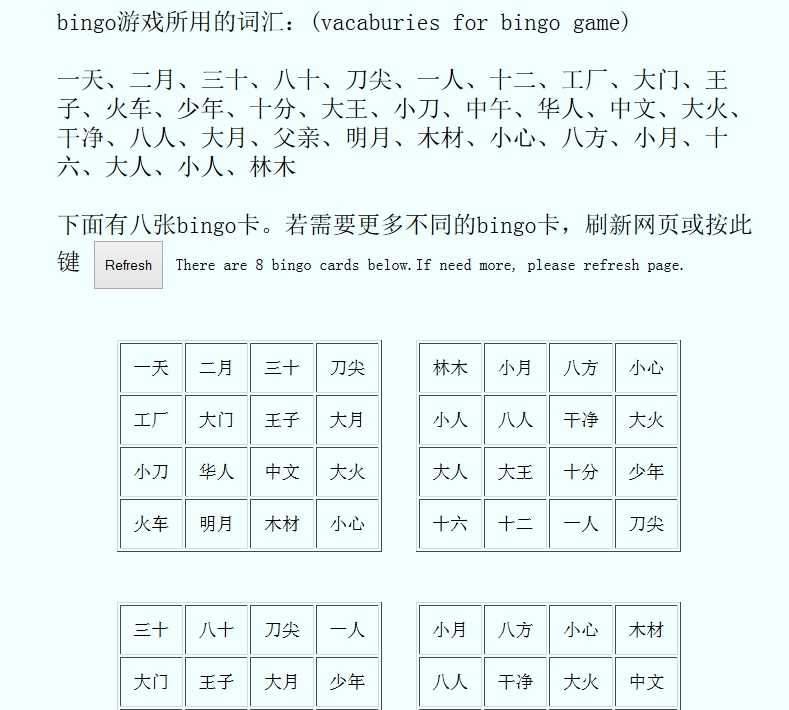 bingo游戏所用的词汇：(vacaburies for bingo game)
一天、二月、三十、八十、刀尖、一人、十二、工厂、大门、王
子、火车、少年、十分、大王、小刀、中午、华人、中文、大火、
干净、八人、大月、父亲、明月、木材、小心、八方、小月、十
六、大人、小人、林木
下面有八张bingo卡。若需要更多不同的bingo卡，刷新网页或按此
键 Refresh There are 8 bingo cards below.If need more, please refresh page.
一天 二月 三十 刀尖
工厂 大门 王子 大月
小刀 华人 中文 大火
火车 明月 木材 小心
林木 小月 八方 小心
小人 八人 干净 大火
大人 大王 十分 少年
十六 十二 一人 刀尖
三十 八十 刀尖 一人
大门 王子 大月 少年
小月 八方 小心 木材
八人 干净 大火 中文